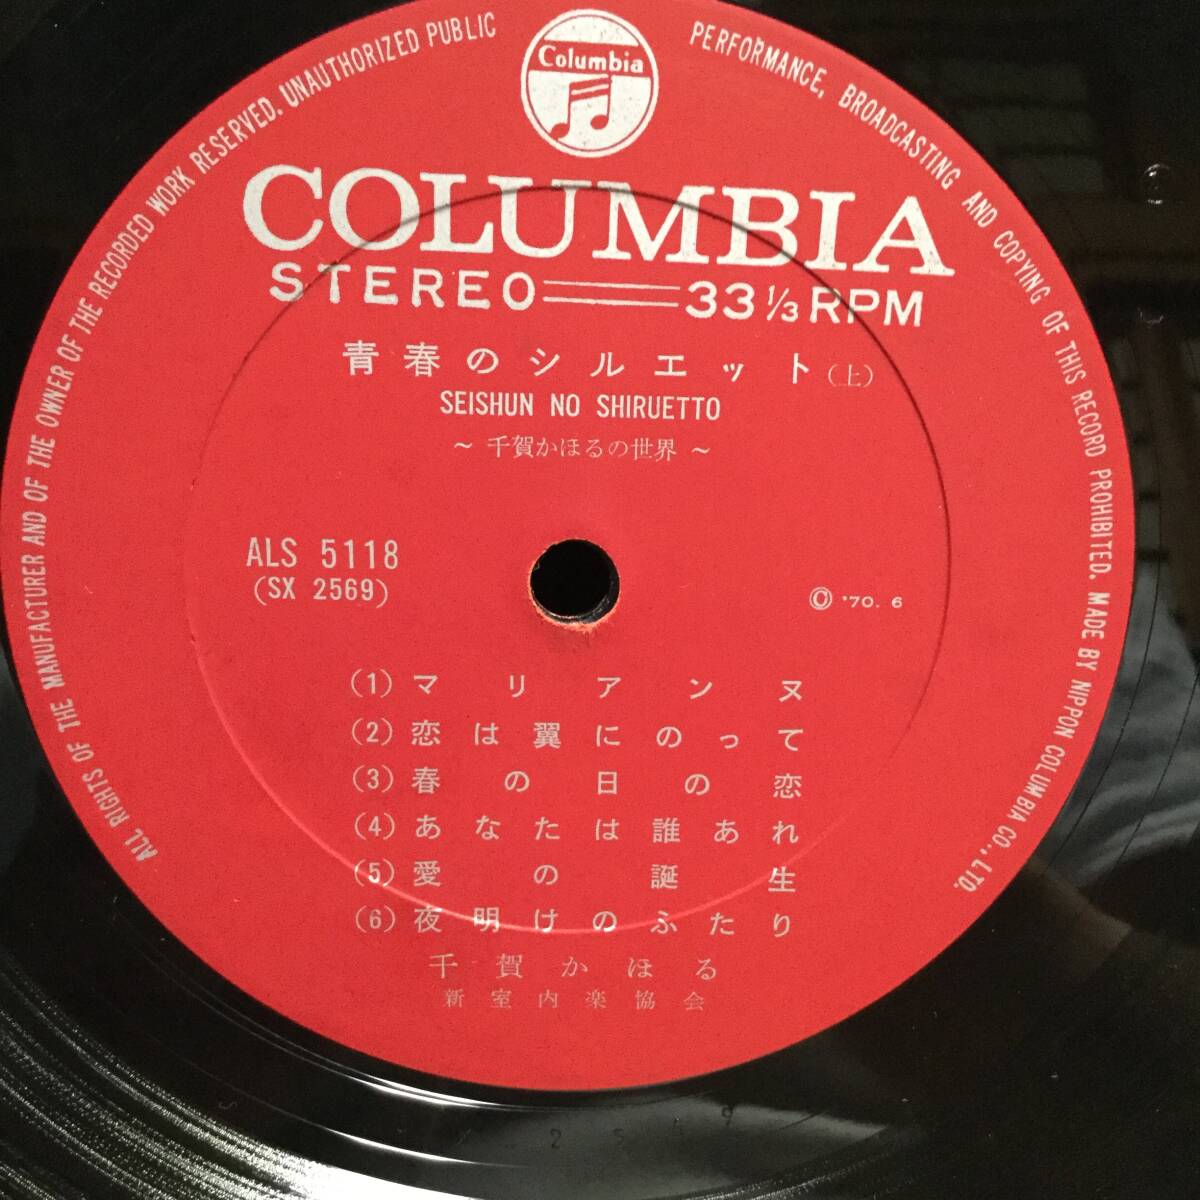 Columbia
COLUMBIA
STEREO 33 1/3 RPM
青春のシルエット(上)
SEISHUN NO SHIRUETTO
~ 千賀かほるの世界 ~
ALS 5118
(SX 2569)
Ⓒ '70. 6
(1) マリアンヌ
(2) 恋は翼にのって
(3) 春の日の恋
(4) あなたは誰あれ
(5) 愛の誕生
(6) 夜明けのふたり
千賀かほる
新室内楽協会
ALL RIGHTS OF THE MANUFACTURER AND OF THE OWNER OF THE RECORDED WORK RESERVED. UNAUTHORIZED PUBLIC PERFORMANCE, BROADCASTING AND COPYING OF THIS RECORD PROHIBITED. MADE BY NIPPON COLUMBIA CO., LTD.